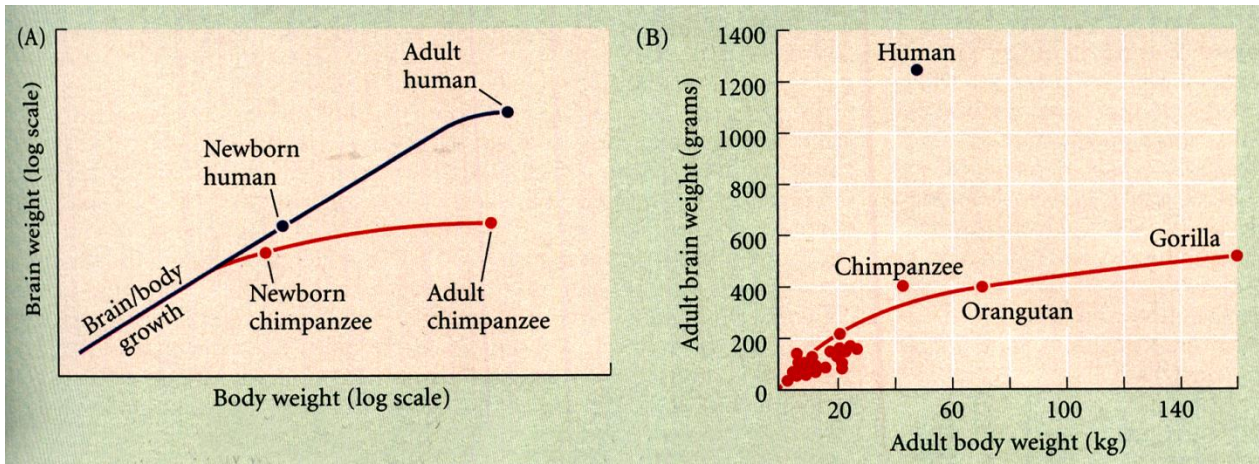 (A)
Brain weight (log scale)
Adult
human
Newborn
human
Brain/body
growth
Newborn
chimpanzee
Adult
chimpanzee
Body weight (log scale)
(B)
Adult brain weight (grams)
1400
1200
1000
800
600
400
200
0
Human
Chimpanzee
Orangutan
Gorilla
20
60
100
140
Adult body weight (kg)